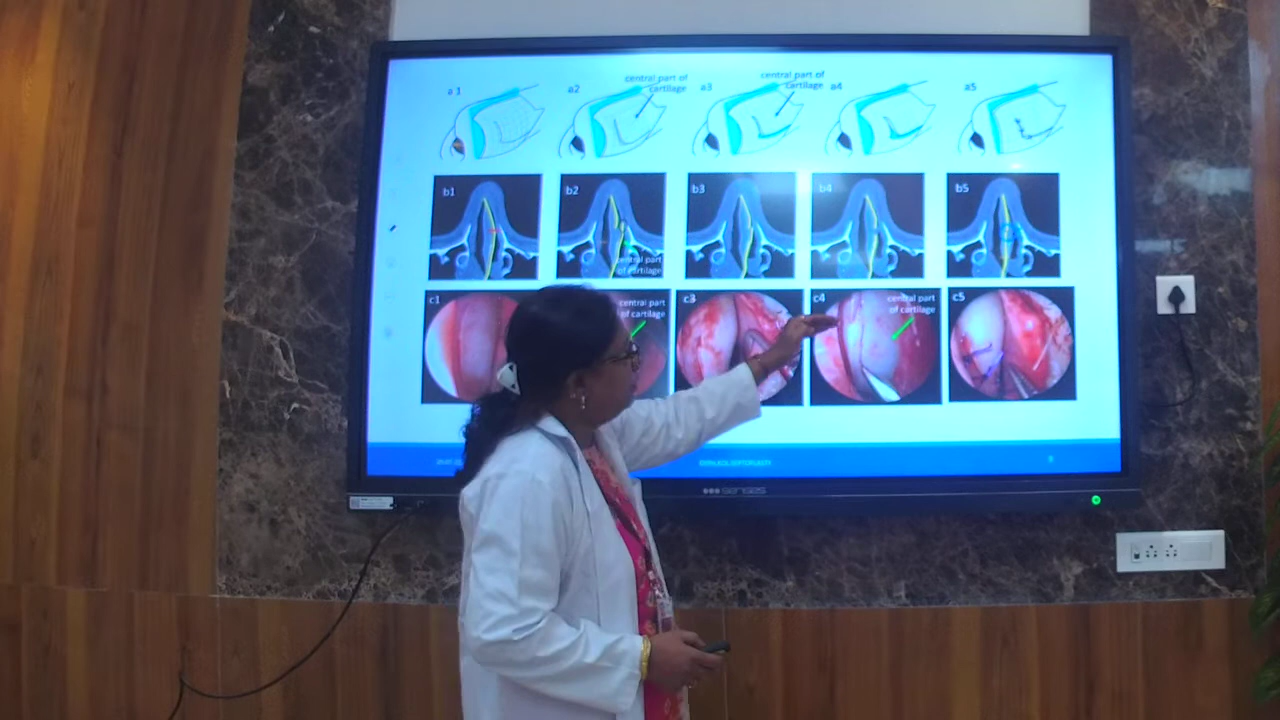 a1
a2
central part of
cartilage
a3
central part of
cartilage
a4
a5
b1
b2
central part
of cartilage
b3
b4
b5
c1
central part
of cartilage
c3
c4
central part
of cartilage
c5
senses